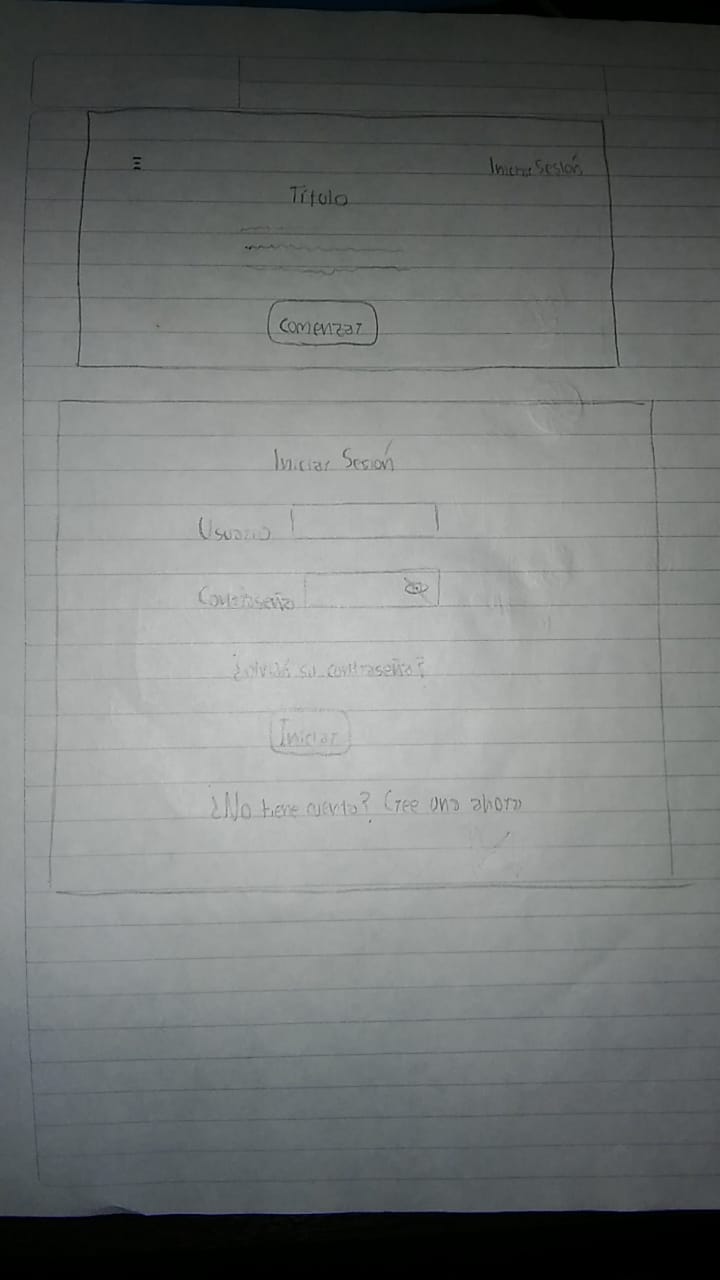 Iniciar Sesión
Título
Comenzar
Iniciar Sesión
Usuario
Contraseña
¿olvidó su contraseña?
Iniciar
¿No tiene cuenta? Cree una ahora